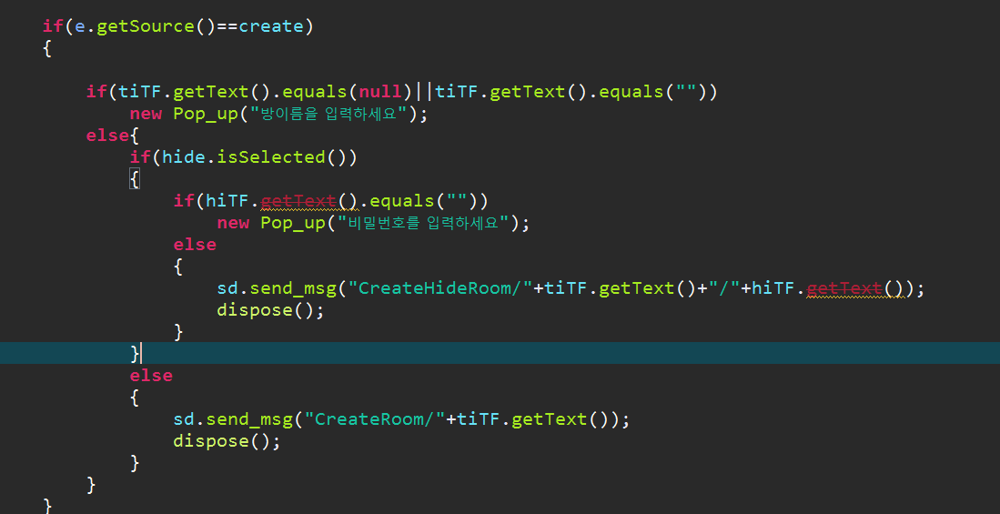 if(e.getSource()==create)
{
if(tiTF.getText().equals(null)||tiTF.getText().equals(""))
new Pop_up("방이름을 입력하세요");
else{
if(hide.isSelected())
{
if(hiTF.getText().equals(""))
new Pop_up("비밀번호를 입력하세요");
else
{
sd.send_msg("CreateHideRoom/"+tiTF.getText()+"/"+hiTF.getText());
dispose();
}
}
else
{
sd.send_msg("CreateRoom/"+tiTF.getText());
dispose();
}
}
}